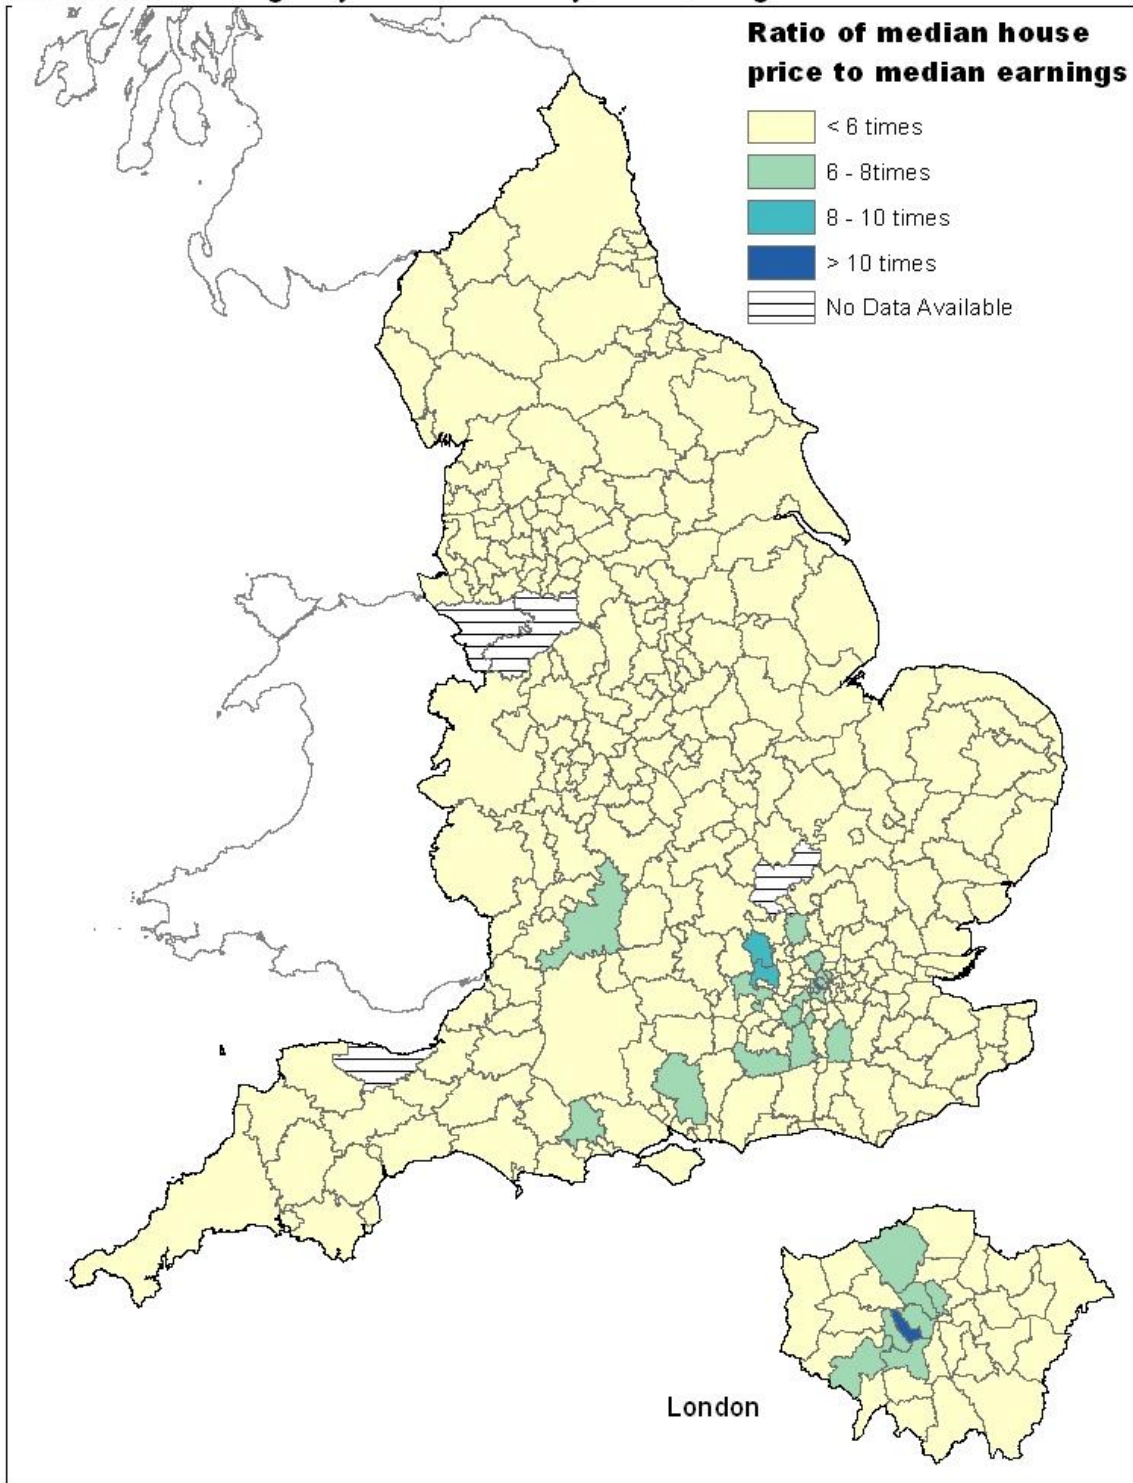 Ratio of median house
price to median earnings
< 6 times
6 - 8times
8 - 10 times
> 10 times
No Data Available
London